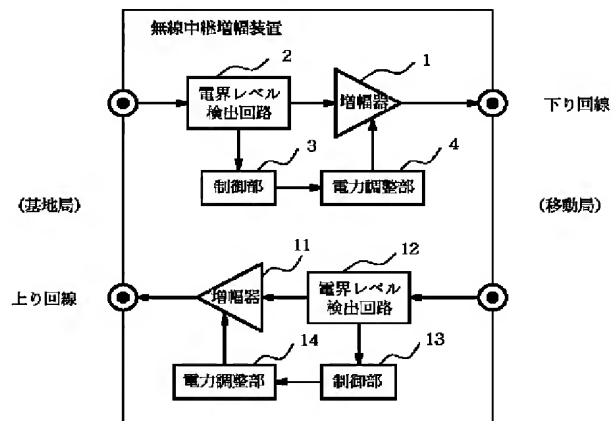 無線中継増幅装置
2
1
電界レベル
検出回路
増幅器
下り回線
3
4
制御部
電力調整部
(基地局)
(移動局)
11
12
上り回線
増幅器
電界レベル
検出回路
14
13
電力調整部
制御部